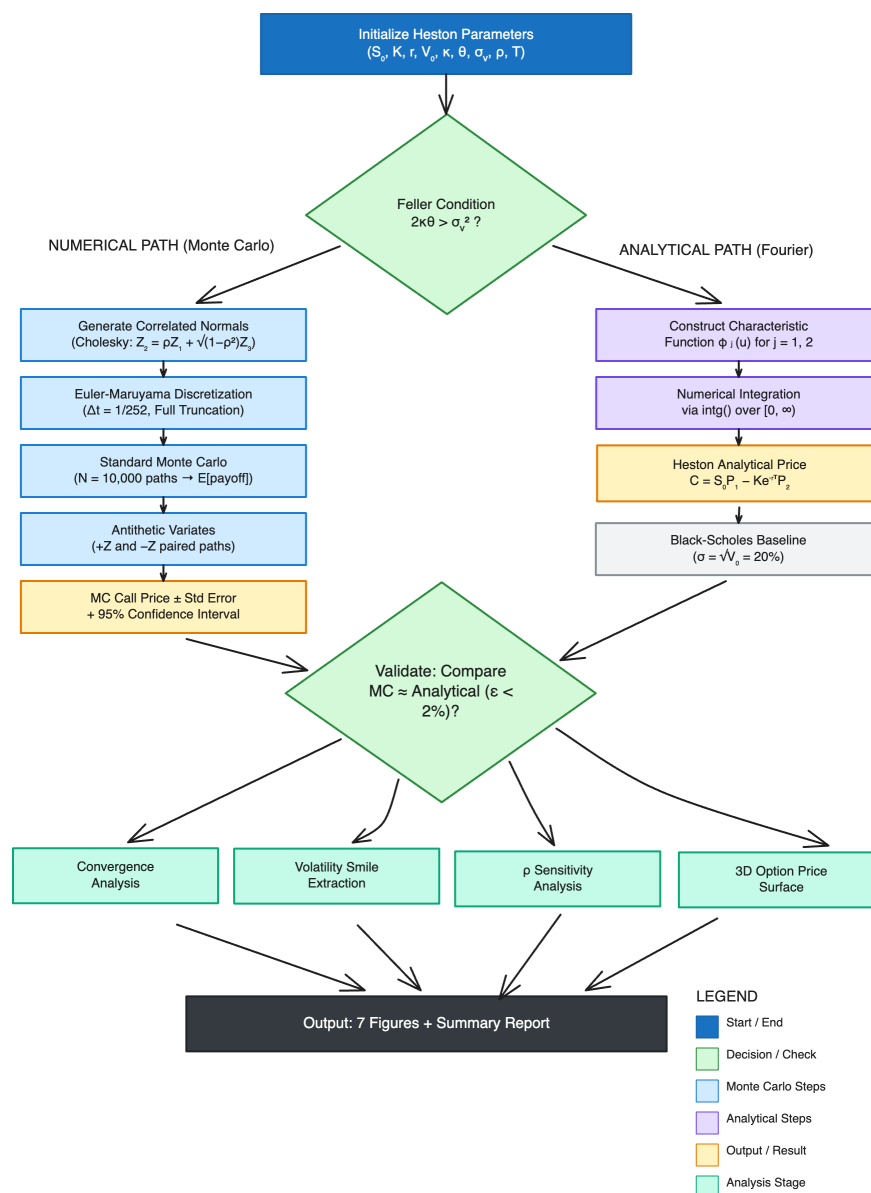 Initialize Heston Parameters
(S₀, K, r, V₀, κ, θ, σᵥ, ρ, T)
Feller Condition
2κθ > σᵥ² ?
NUMERICAL PATH (Monte Carlo)
ANALYTICAL PATH (Fourier)
Generate Correlated Normals
(Cholesky: Z₂ = ρZ₁ + √(1−ρ²)Z₃)
Euler-Maruyama Discretization
(Δt = 1/252, Full Truncation)
Standard Monte Carlo
(N = 10,000 paths → E[payoff])
Antithetic Variates
(+Z and −Z paired paths)
MC Call Price ± Std Error
+ 95% Confidence Interval
Construct Characteristic
Function φⱼ(u) for j = 1, 2
Numerical Integration
via intg() over [0, ∞)
Heston Analytical Price
C = S₀P₁ − Ke⁻ʳᵀP₂
Black-Scholes Baseline
(σ = √V₀ = 20%)
Validate: Compare
MC ≈ Analytical (ε <
2%)?
Convergence
Analysis
Volatility Smile
Extraction
ρ Sensitivity
Analysis
3D Option Price
Surface
Output: 7 Figures + Summary Report
LEGEND
Start / End
Decision / Check
Monte Carlo Steps
Analytical Steps
Output / Result
Analysis Stage